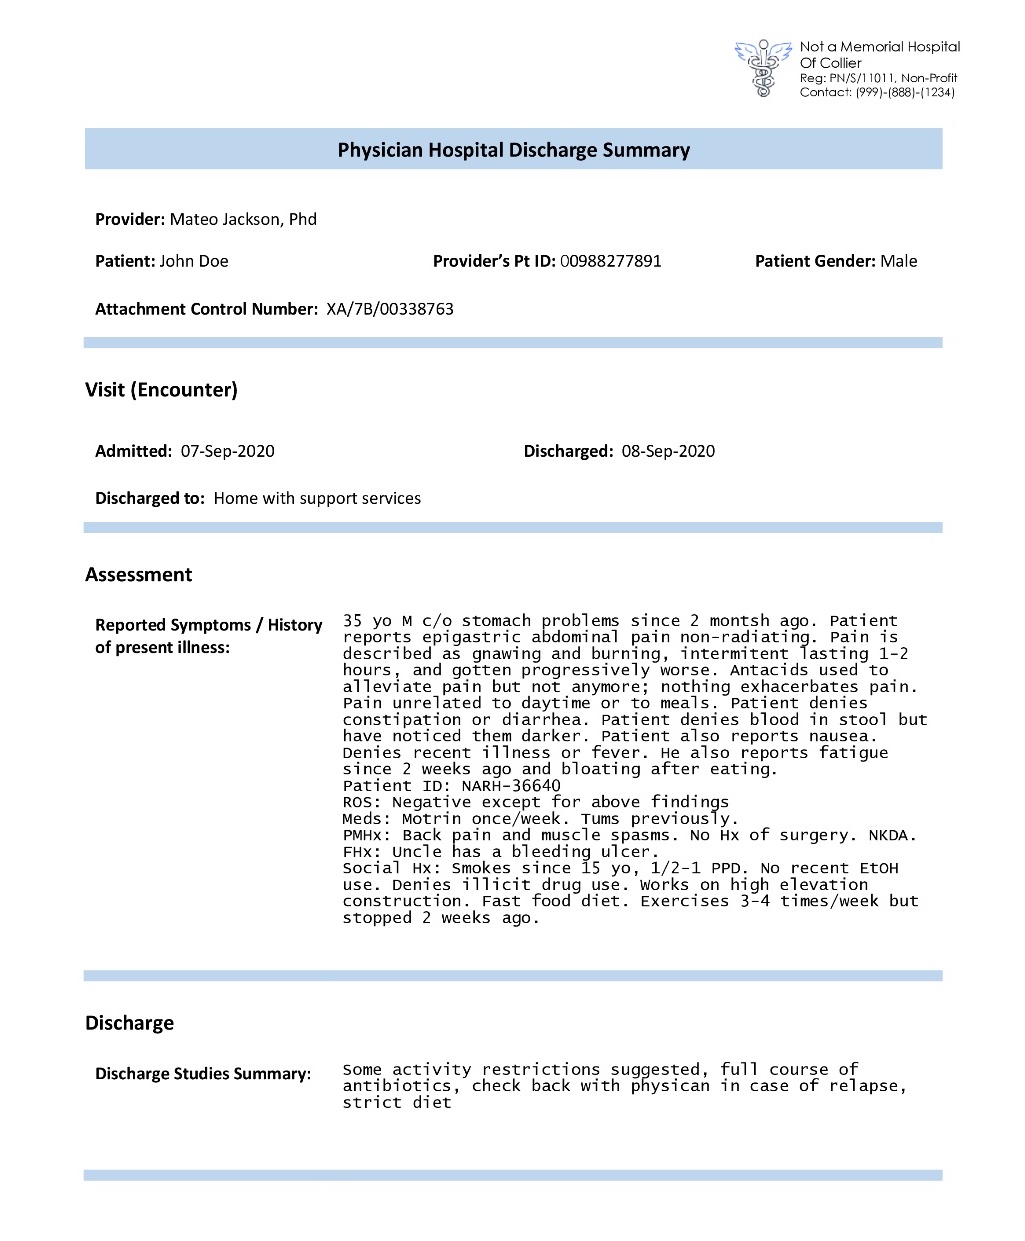 Not a Memorial Hospital
Of Collier
Reg: PN/S/11011, Non-Profit
Contact: (999)-(888)-(1234)
Physician Hospital Discharge Summary
Provider: Mateo Jackson, Phd
Patient: John Doe Provider's Pt ID: 00988277891 Patient Gender: Male
Attachment Control Number: XA/7B/00338763
Visit (Encounter)
Admitted: 07-Sep-2020 Discharged: 08-Sep-2020
Discharged to: Home with support services
Assessment
Reported Symptoms / History
of present illness:
35 yo M c/o stomach problems since 2 montsh ago. Patient
reports epigastric abdominal pain non-radiating. Pain is
described as gnawing and burning, intermitent lasting 1-2
hours, and gotten progressively worse. Antacids used to
alleviate pain but not anymore; nothing exhacerbates pain.
Pain unrelated to daytime or to meals. Patient denies
constipation or diarrhea. Patient denies blood in stool but
have noticed them darker. Patient also reports nausea.
Denies recent illness or fever. He also reports fatigue
since 2 weeks ago and bloating after eating.
Patient ID: NARH-36640
ROS: Negative except for above findings
Meds: Motrin once/week. Tums previously.
PMHx: Back pain and muscle spasms. No Hx of surgery. NKDA.
FHx: Uncle has a bleeding ulcer.
Social Hx: Smokes since 15 yo, 1/2-1 PPD. No recent EtOH
use. Denies illicit drug use. Works on high elevation
construction. Fast food diet. Exercises 3-4 times/week but
stopped 2 weeks ago.
Discharge
Discharge Studies Summary:
Some activity restrictions suggested, full course of
antibiotics, check back with physican in case of relapse,
strict diet